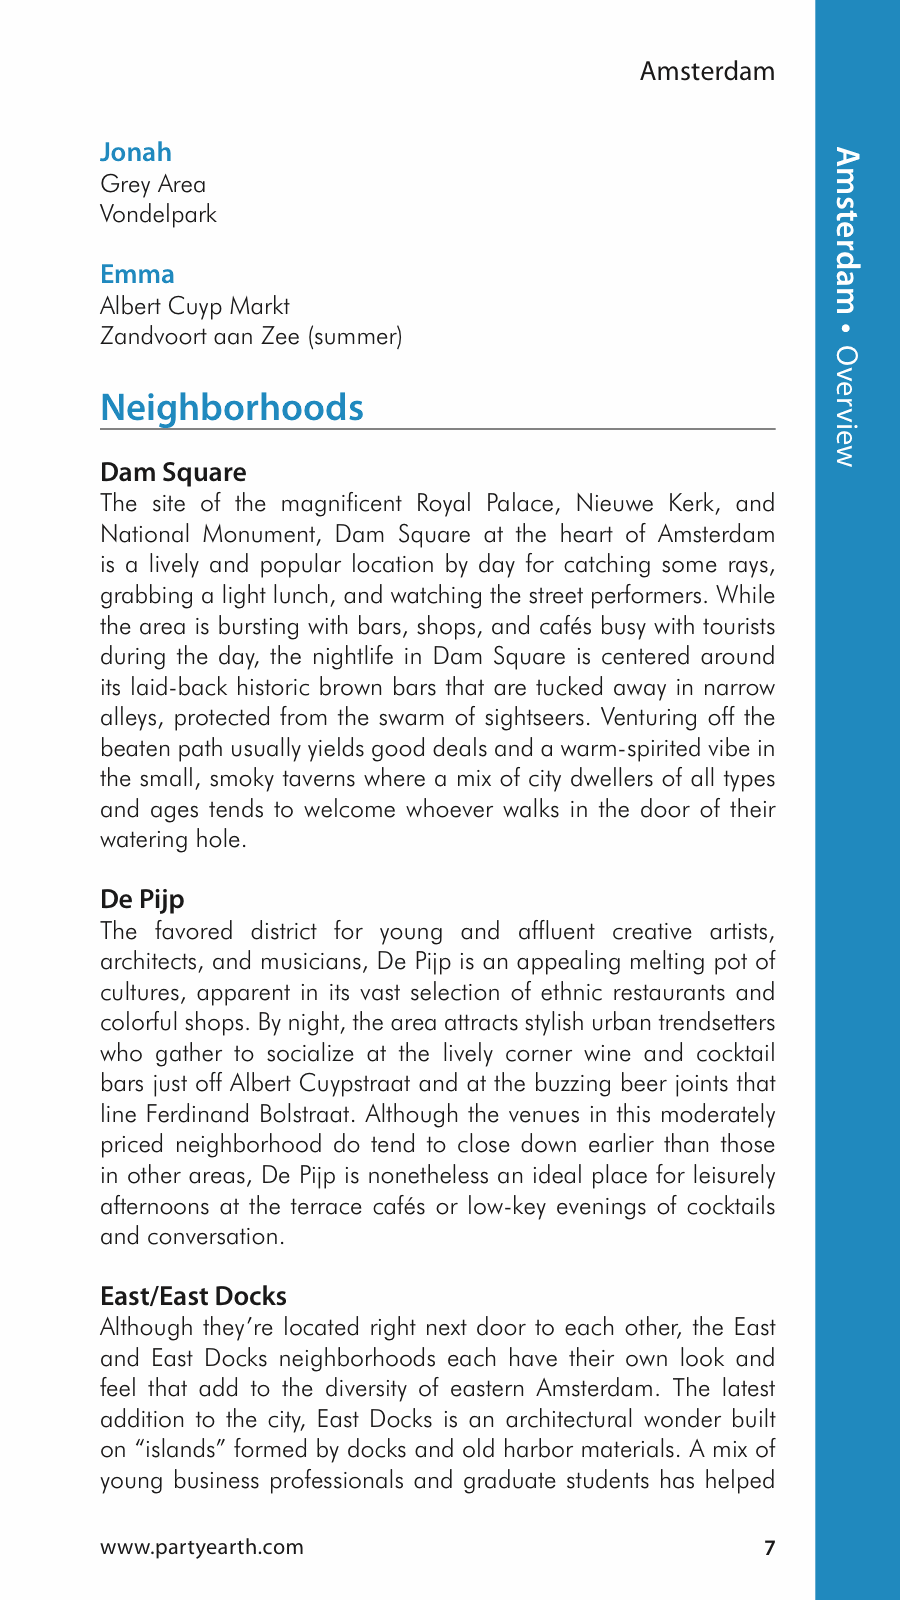 Amsterdam
Jonah
Grey Area
Vondelpark
Emma
Albert Cuyp Markt
Zandvoort aan Zee (summer)
Neighborhoods
Dam Square
The site of the magnificent Royal Palace, Nieuwe Kerk, and
National Monument, Dam Square at the heart of Amsterdam
is a lively and popular location by day for catching some rays,
grabbing a light lunch, and watching the street performers. While
the area is bursting with bars, shops, and cafés busy with tourists
during the day, the nightlife in Dam Square is centered around
its laid-back historic brown bars that are tucked away in narrow
alleys, protected from the swarm of sightseers. Venturing off the
beaten path usually yields good deals and a warm-spirited vibe in
the small, smoky taverns where a mix of city dwellers of all types
and ages tends to welcome whoever walks in the door of their
watering hole.
De Pijp
The favored district for young and affluent creative artists,
architects, and musicians, De Pijp is an appealing melting pot of
cultures, apparent in its vast selection of ethnic restaurants and
colorful shops. By night, the area attracts stylish urban trendsetters
who gather to socialize at the lively corner wine and cocktail
bars just off Albert Cuypstraat and at the buzzing beer joints that
line Ferdinand Bolstraat. Although the venues in this moderately
priced neighborhood do tend to close down earlier than those
in other areas, De Pijp is nonetheless an ideal place for leisurely
afternoons at the terrace cafés or low-key evenings of cocktails
and conversation.
East/East Docks
Although they’re located right next door to each other, the East
and East Docks neighborhoods each have their own look and
feel that add to the diversity of eastern Amsterdam. The latest
addition to the city, East Docks is an architectural wonder built
on “islands” formed by docks and old harbor materials. A mix of
young business professionals and graduate students has helped
www.partyearth.com
7
Amsterdam • Overview